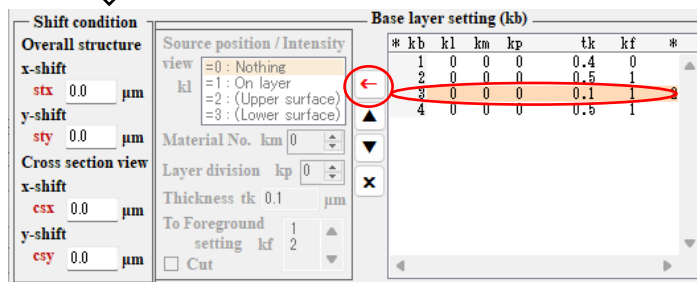 Shift condition
Overall structure
x-shift
stx 0.0 μm
y-shift
sty 0.0 μm
Cross section view
x-shift
csx 0.0 μm
y-shift
csy 0.0 μm
Base layer setting (kb)
Source position / Intensity
view
kl
=0 : Nothing
=1 : On layer
=2 : (Upper surface)
=3 : (Lower surface)
Material No. km 0
Layer division kp 0
Thickness tk 0.1 μm
To Foreground
setting kf
1
2
Cut
←
▲
▼
x
* kb kl km kp tk kf *
1 0 0 0 0.4 0
2 0 0 0 0.5 1
3 0 0 0 0.1 1 2
4 0 0 0 0.5 1